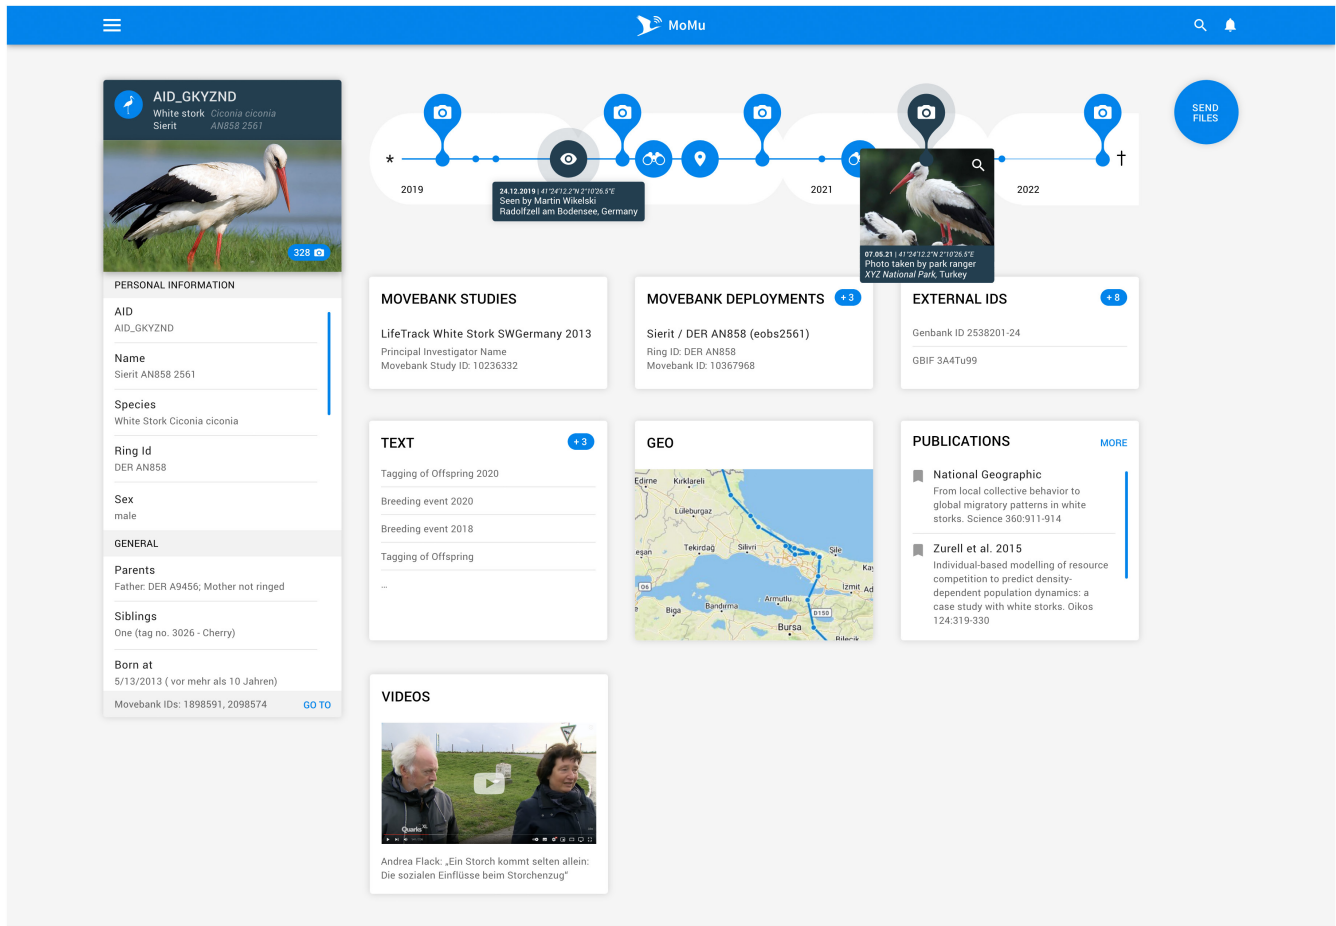 MoMu
SEND
FILES
AID_GKYZND
White stork Ciconia ciconia
Sierit AN858 2561
328
PERSONAL INFORMATION
AID
AID_GKYZND
Name
Sierit AN858 2561
Species
White Stork Ciconia ciconia
Ring Id
DER AN858
Sex
male
GENERAL
Parents
Father: DER A9456; Mother not ringed
Siblings
One (tag no. 3026 - Cherry)
Born at
5/13/2013 ( vor mehr als 10 Jahren)
Movebank IDs: 1898591, 2098574 GO TO
* †
2019 2021 2022
24.12.2019 | 41°24'12.2"N 2°10'26.5"E
Seen by Martin Wikelski
Radolfzell am Bodensee, Germany
07.05.21 | 41°24'12.2"N 2°10'26.5"E
Photo taken by park ranger
XYZ National Park, Turkey
MOVEBANK STUDIES
LifeTrack White Stork SWGermany 2013
Principal Investigator Name
Movebank Study ID: 10236332
MOVEBANK DEPLOYMENTS + 3
Sierit / DER AN858 (eobs2561)
Ring ID: DER AN858
Movebank ID: 10367968
EXTERNAL IDS + 8
Genbank ID 2538201-24
GBIF 3A4Tu99
TEXT + 3
Tagging of Offspring 2020
Breeding event 2020
Breeding event 2018
Tagging of Offspring
...
GEO
Edirne Kırklareli
Lüleburgaz
Tekirdağ Silivri Şile
eşan
Kay
O6
İzmit Ad
Armutlu
Bandırma
Biga
D150
Bursa
Bilecik
PUBLICATIONS MORE
National Geographic
From local collective behavior to
global migratory patterns in white
storks. Science 360:911-914
Zurell et al. 2015
Individual-based modelling of resource
competition to predict density-
dependent population dynamics: a
case study with white storks. Oikos
124:319-330
VIDEOS
Quarks XL
Andrea Flack: „Ein Storch kommt selten allein:
Die sozialen Einflüsse beim Storchenzug“